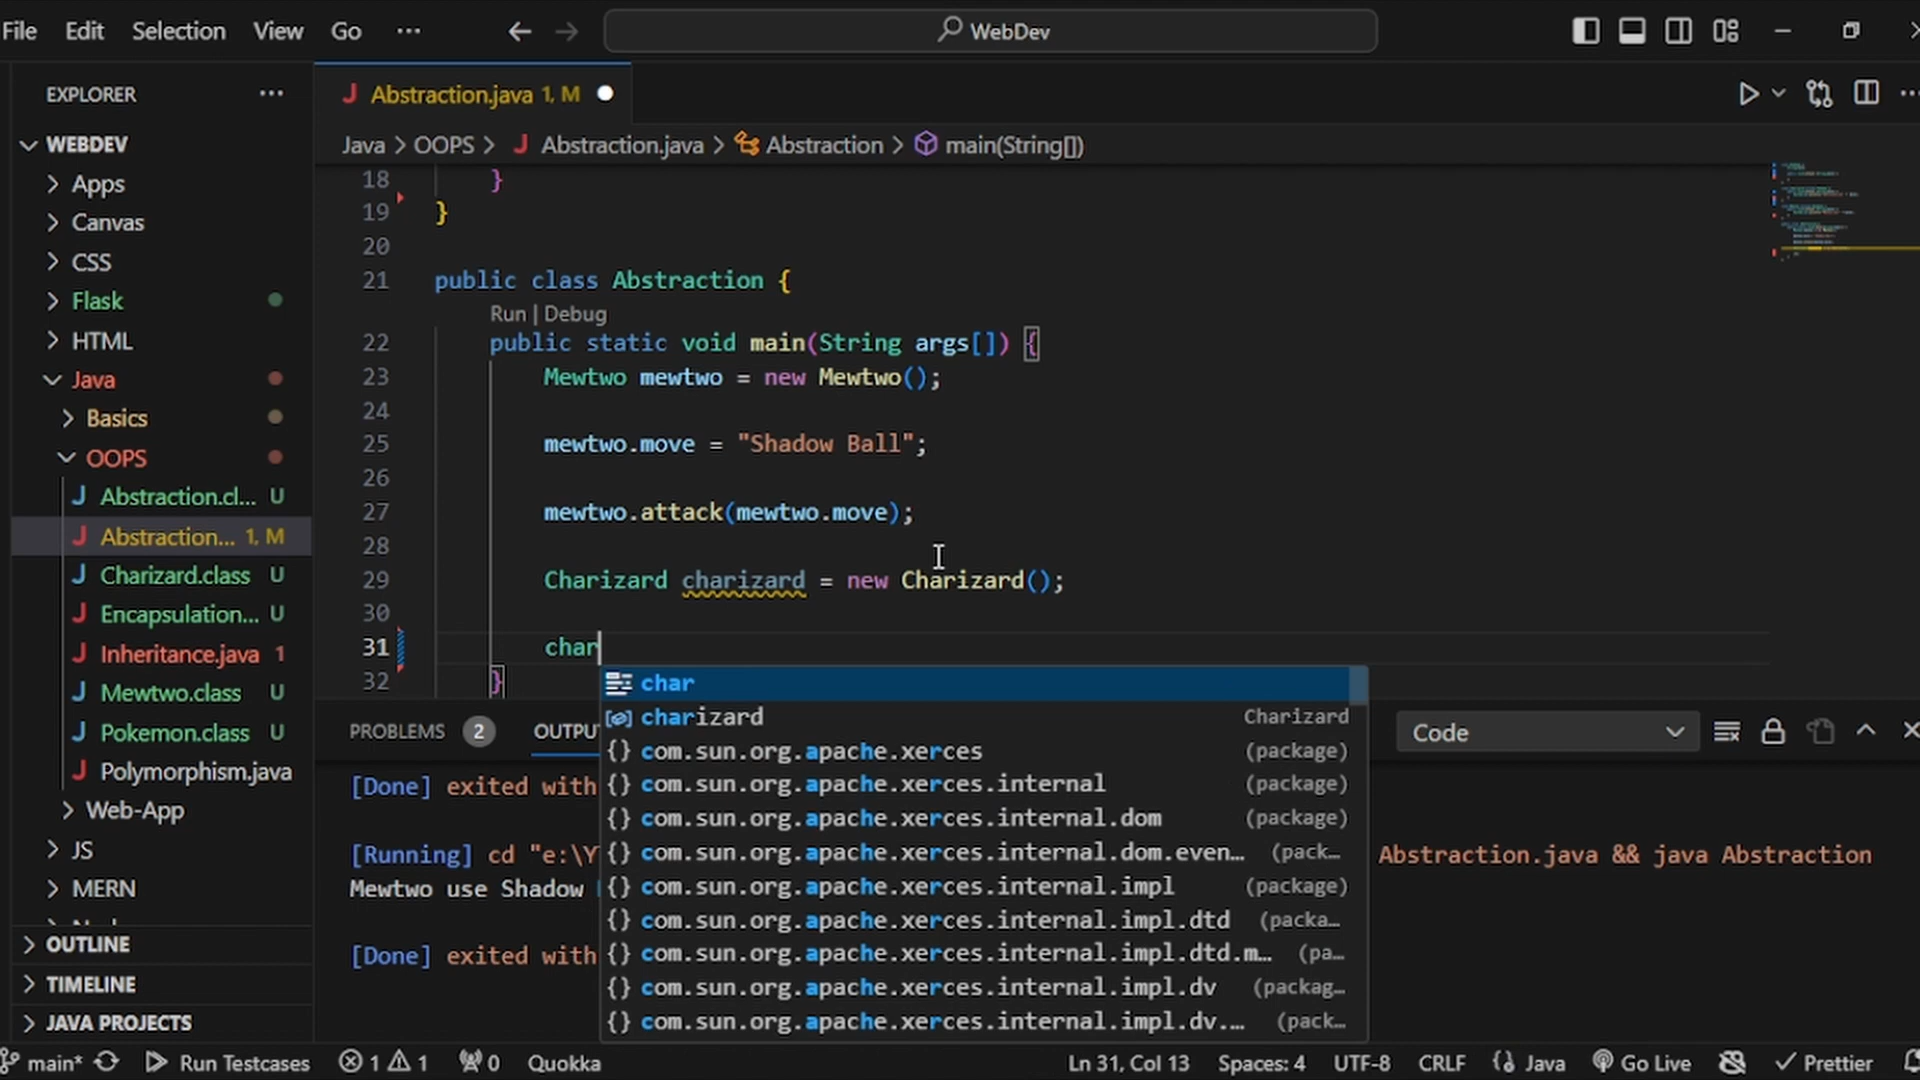 File Edit Selection View Go ··· WebDev
EXPLORER ···
WEBDEV
Apps
Canvas
CSS
Flask
HTML
Java
Basics
OOPS
Abstraction.cl... U
Abstraction... 1, M
Charizard.class U
Encapsulation... U
Inheritance.java 1
Mewtwo.class U
Pokemon.class U
Polymorphism.java
Web-App
JS
MERN
OUTLINE
TIMELINE
JAVA PROJECTS
Abstraction.java 1, M
Java > OOPS > Abstraction.java > Abstraction > main(String[])
18 }
19 }
20
21 public class Abstraction {
Run | Debug
22 public static void main(String args[]) {
23 Mewtwo mewtwo = new Mewtwo();
24
25 mewtwo.move = "Shadow Ball";
26
27 mewtwo.attack(mewtwo.move);
28
29 Charizard charizard = new Charizard();
30
31 char
32 }
char
charizard Charizard
{} com.sun.org.apache.xerces (package)
{} com.sun.org.apache.xerces.internal (package)
{} com.sun.org.apache.xerces.internal.dom (package)
{} com.sun.org.apache.xerces.internal.dom.even... (pack...
{} com.sun.org.apache.xerces.internal.impl (package)
{} com.sun.org.apache.xerces.internal.impl.dtd (packa...
{} com.sun.org.apache.xerces.internal.impl.dtd.m... (pa...
{} com.sun.org.apache.xerces.internal.impl.dv (packag...
{} com.sun.org.apache.xerces.internal.impl.dv.... (pack...
PROBLEMS 2 OUTPU Code
[Done] exited with
[Running] cd "e:\Y Abstraction.java && java Abstraction
Mewtwo use Shadow
[Done] exited with
main* Run Testcases 1 1 0 Quokka Ln 31, Col 13 Spaces: 4 UTF-8 CRLF {} Java Go Live Prettier